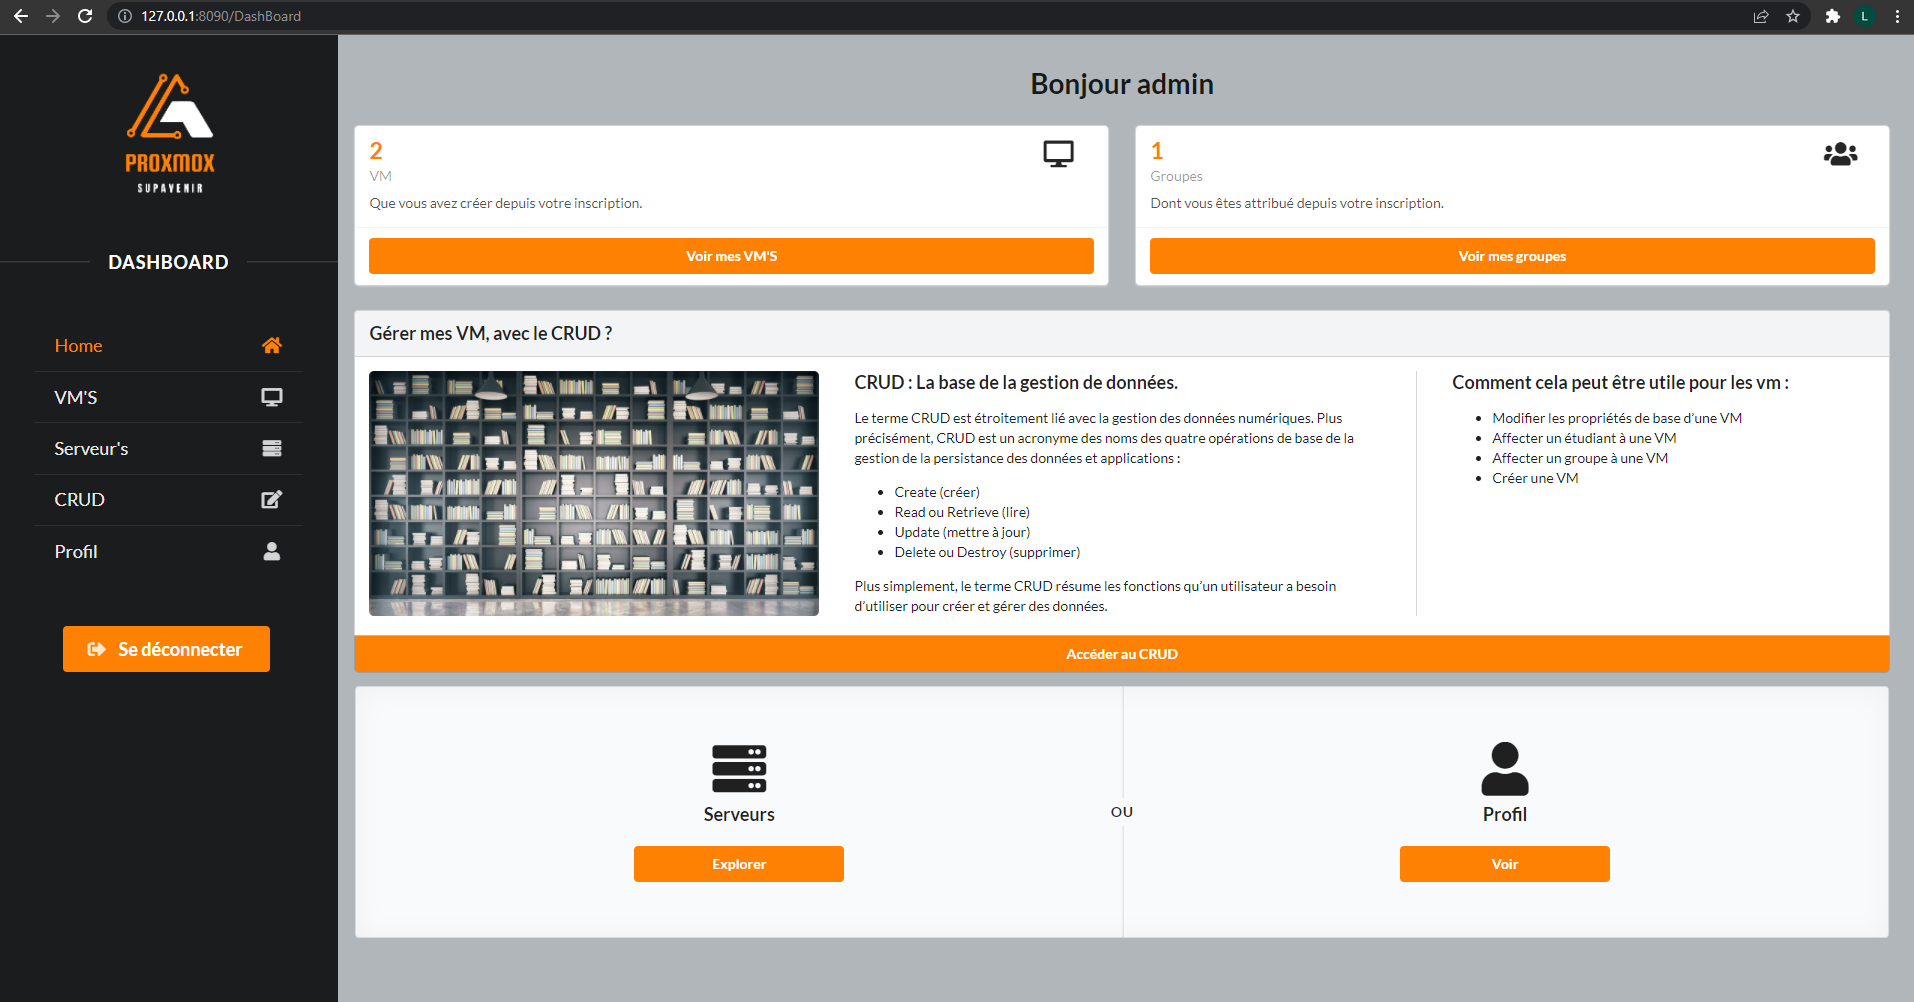 127.0.0.1:8090/DashBoard
L
PROXMOX
SUPAVENIR
DASHBOARD
Home
VM'S
Serveur's
CRUD
Profil
Se déconnecter
Bonjour admin
2
VM
Que vous avez créer depuis votre inscription.
Voir mes VM'S
1
Groupes
Dont vous êtes attribué depuis votre inscription.
Voir mes groupes
Gérer mes VM, avec le CRUD ?
CRUD : La base de la gestion de données.
Le terme CRUD est étroitement lié avec la gestion des données numériques. Plus
précisément, CRUD est un acronyme des noms des quatre opérations de base de la
gestion de la persistance des données et applications :
• Create (créer)
• Read ou Retrieve (lire)
• Update (mettre à jour)
• Delete ou Destroy (supprimer)
Plus simplement, le terme CRUD résume les fonctions qu’un utilisateur a besoin
d’utiliser pour créer et gérer des données.
Comment cela peut être utile pour les vm :
• Modifier les propriétés de base d’une VM
• Affecter un étudiant à une VM
• Affecter un groupe à une VM
• Créer une VM
Accéder au CRUD
Serveurs
Explorer
OU
Profil
Voir